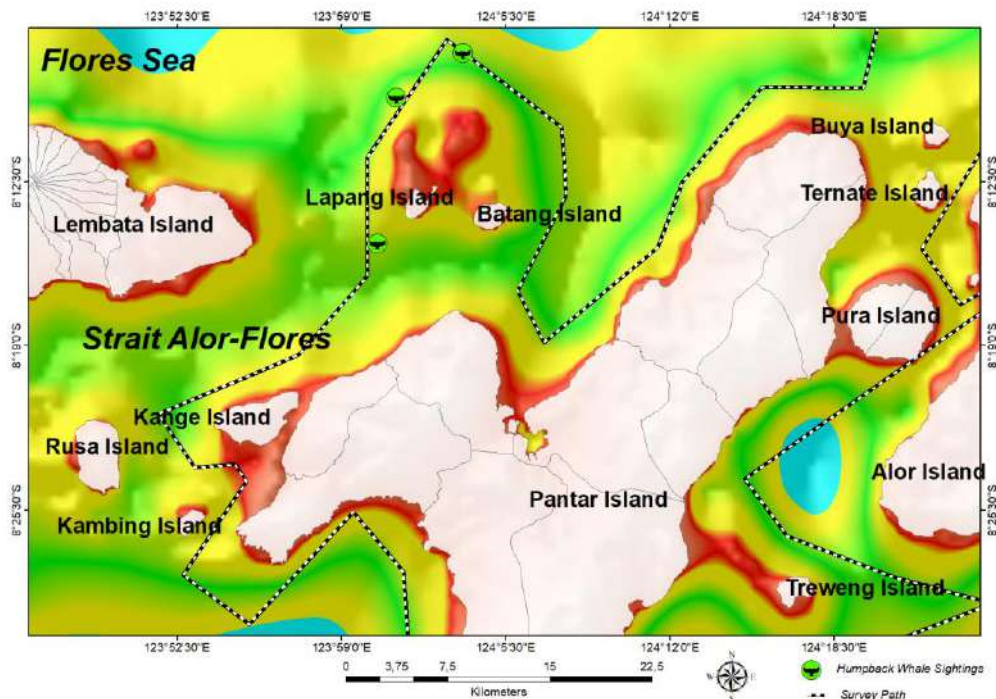 123°52'30"E 123°59'0"E 124°5'30"E 124°12'0"E 124°18'30"E
Flores Sea
Buya Island
8°12'30"S 8°12'30"S
Lapang Island
Ternate Island
Lembata Island
Batang Island
Pura Island
8°19'0"S 8°19'0"S
Strait Alor-Flores
Kange Island
Rusa Island
Alor Island
Pantar Island
8°25'30"S 8°25'30"S
Kambing Island
Treweng Island
123°52'30"E 123°59'0"E 124°5'30"E 124°12'0"E 124°18'30"E
0 3,75 7,5 15 22,5
Kilometers
N
W E
S
Humpback Whale Sightings
Survey Path